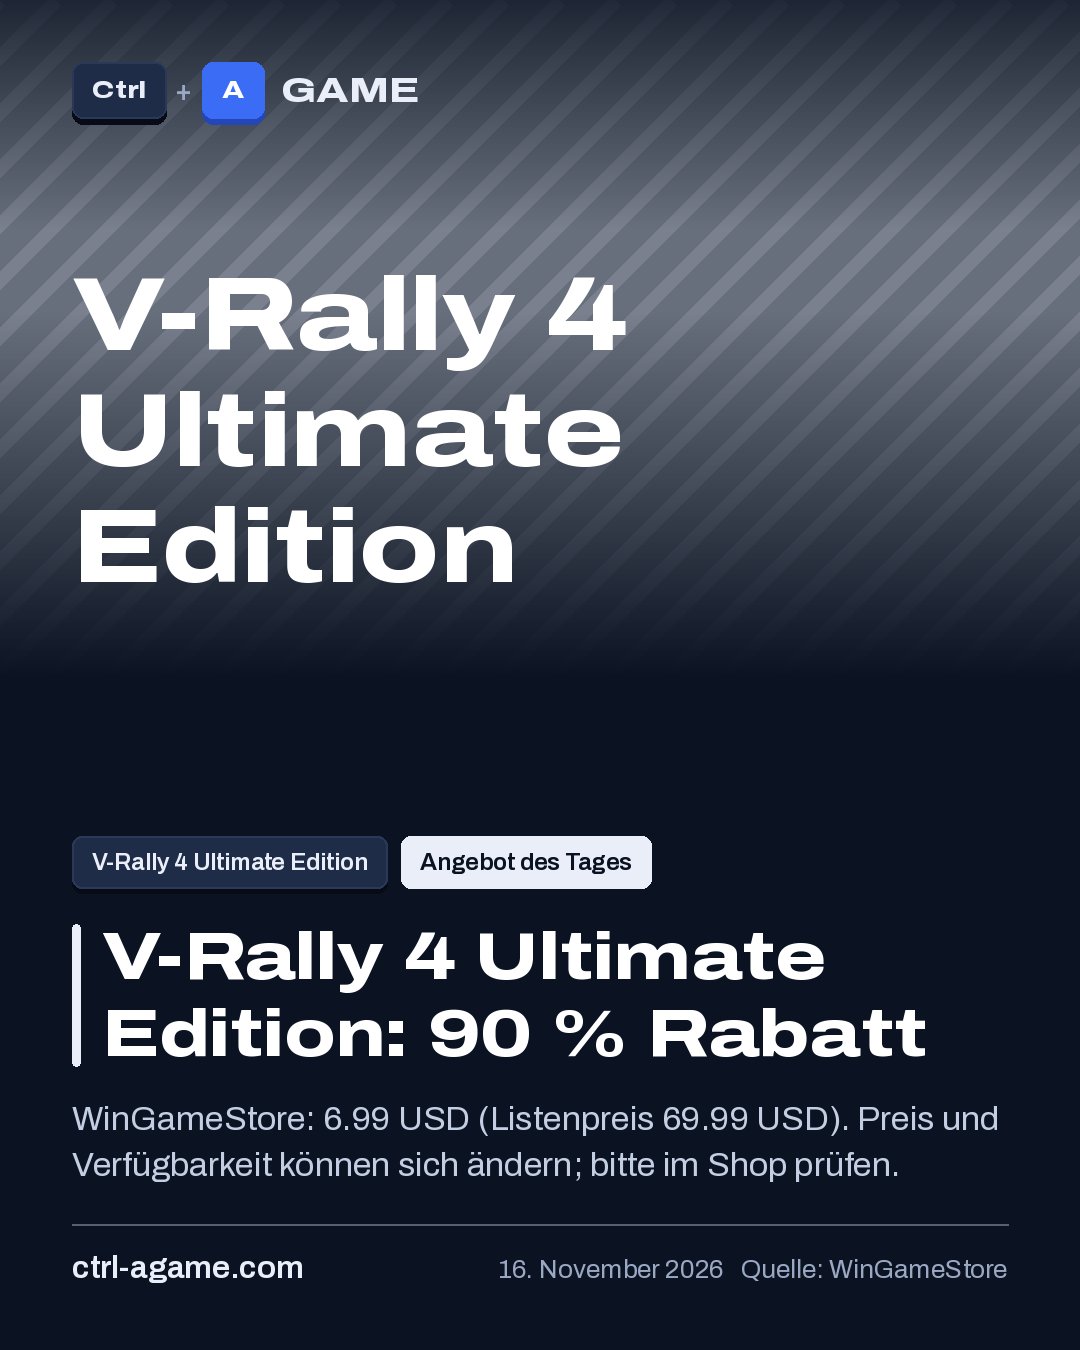 Ctrl + A GAME
V-Rally 4
Ultimate
Edition
V-Rally 4 Ultimate Edition Angebot des Tages
V-Rally 4 Ultimate
Edition: 90 % Rabatt
WinGameStore: 6.99 USD (Listenpreis 69.99 USD). Preis und
Verfügbarkeit können sich ändern; bitte im Shop prüfen.
ctrl-agame.com 16. November 2026 Quelle: WinGameStore